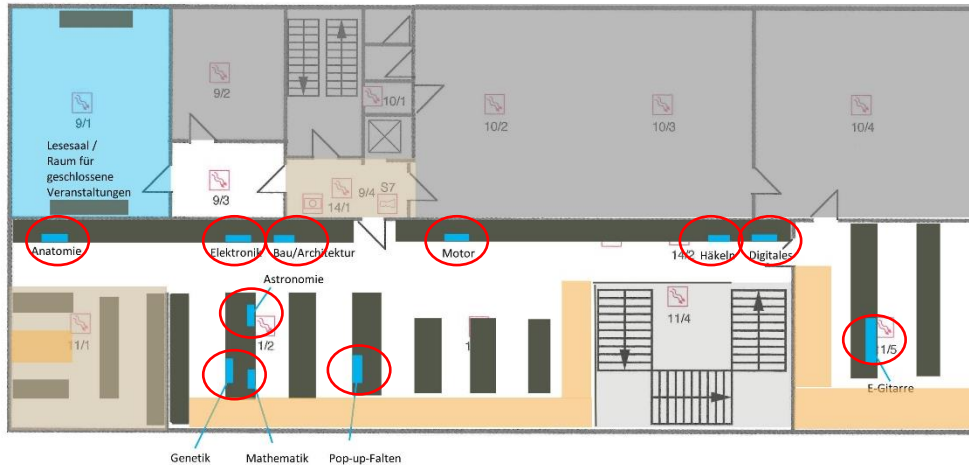 9/1
9/2
10/1
10/2
10/3
10/4
Lesesaal /
Raum für
geschlossene
Veranstaltungen
9/3
9/4
S7
14/1
Anatomie
Elektronik
Bau/Architektur
Motor
14/2
Häkeln
Digitales
Astronomie
11/1
1/2
11/4
11/5
E-Gitarre
Genetik
Mathematik
Pop-up-Falten